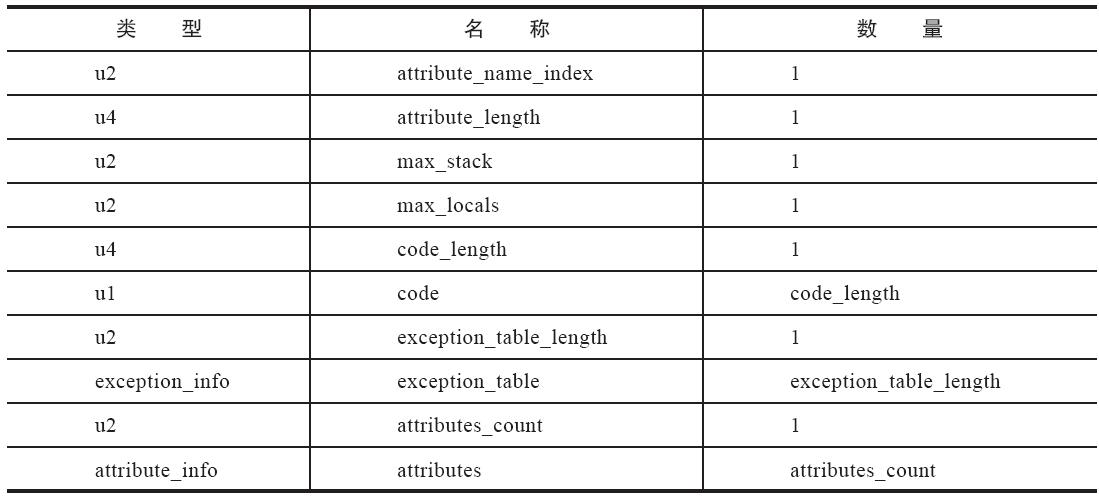 类 型 名 称 数 量
u2 attribute_name_index 1
u4 attribute_length 1
u2 max_stack 1
u2 max_locals 1
u4 code_length 1
u1 code code_length
u2 exception_table_length 1
exception_info exception_table exception_table_length
u2 attributes_count 1
attribute_info attributes attributes_count